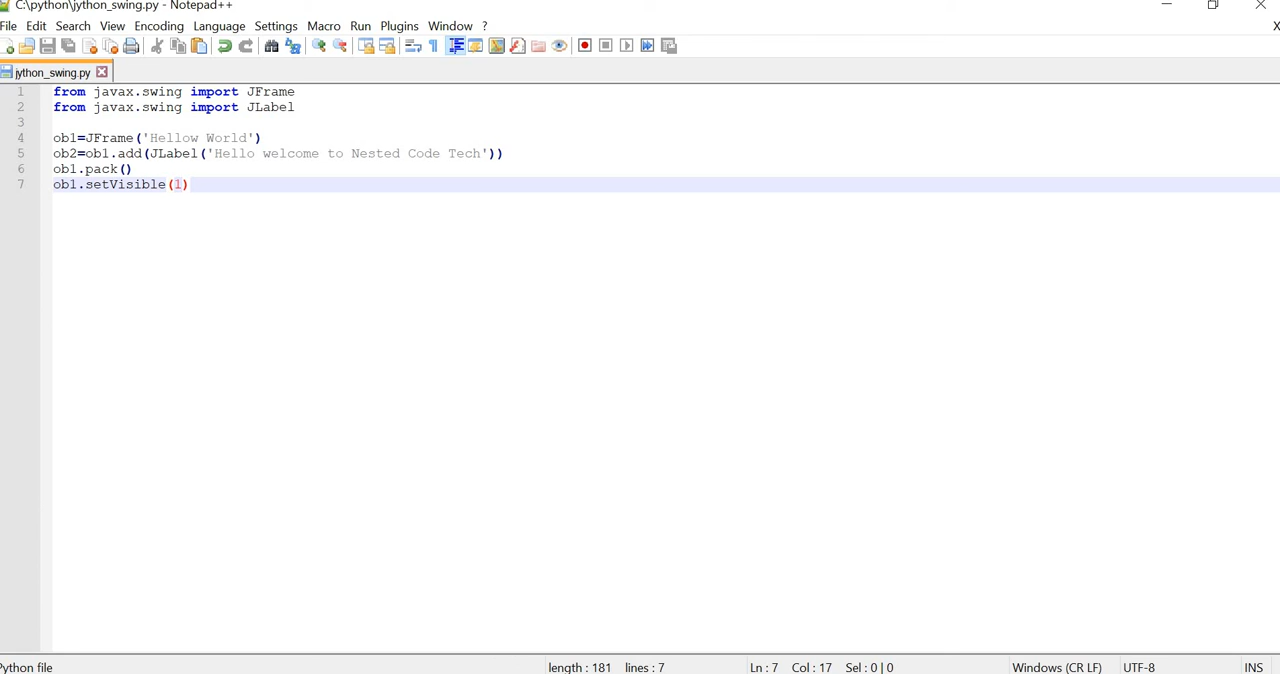 C:\python\jython_swing.py - Notepad++
File Edit Search View Encoding Language Settings Macro Run Plugins Window ? X
jython_swing.py
1 from javax.swing import JFrame
2 from javax.swing import JLabel
3
4 ob1=JFrame('Hellow World')
5 ob2=ob1.add(JLabel('Hello welcome to Nested Code Tech'))
6 ob1.pack()
7 ob1.setVisible(1)
Python file length : 181 lines : 7 Ln : 7 Col : 17 Sel : 0 | 0 Windows (CR LF) UTF-8 INS